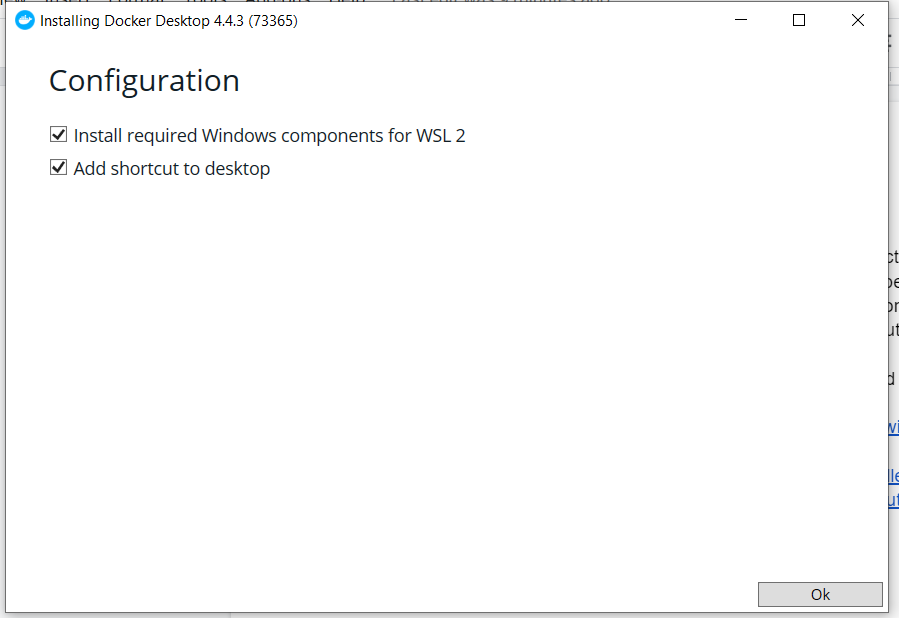 Installing Docker Desktop 4.4.3 (73365)
Configuration
Install required Windows components for WSL 2
Add shortcut to desktop
Ok